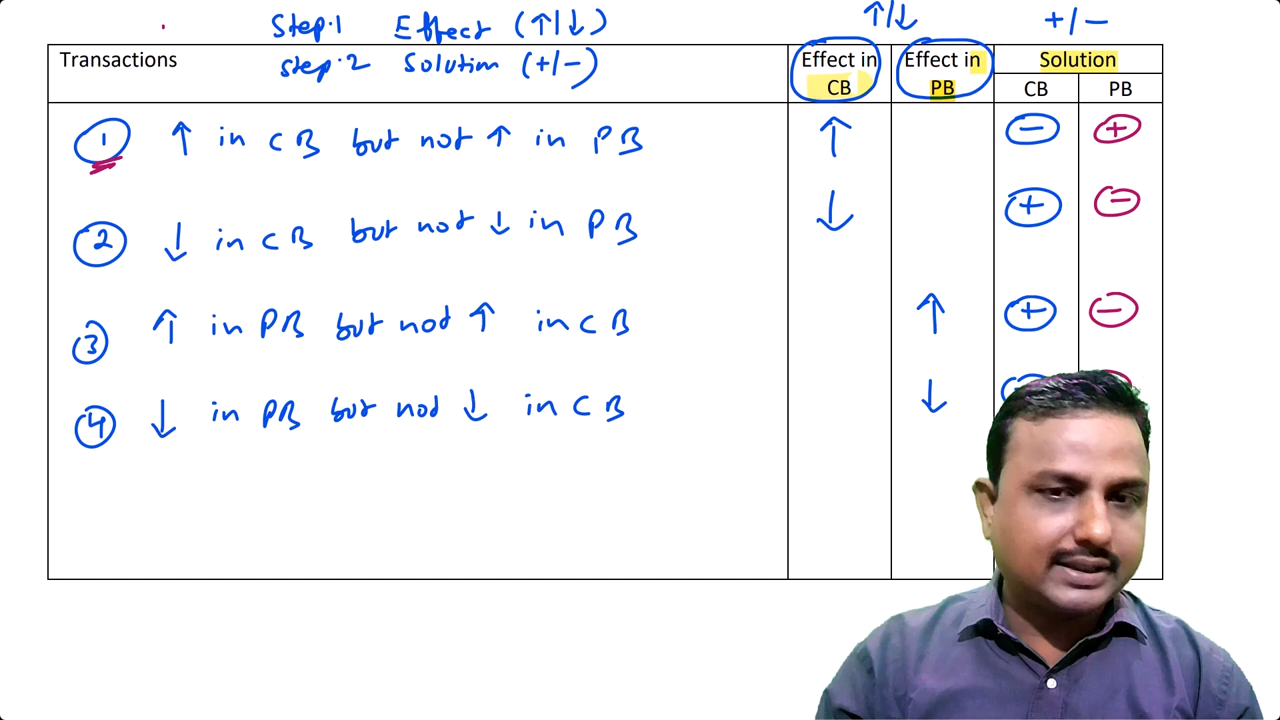 Step·1 Effect (↑/↓) ↑/↓ +/−
Transactions step·2 Solution (+/−) Effect in CB Effect in PB Solution
CB PB
1 ↑ in CB but not ↑ in PB ↑ − +
2 ↓ in CB but not ↓ in PB ↓ + −
3 ↑ in PB but not ↑ in CB ↑ + −
4 ↓ in PB but not ↓ in CB ↓